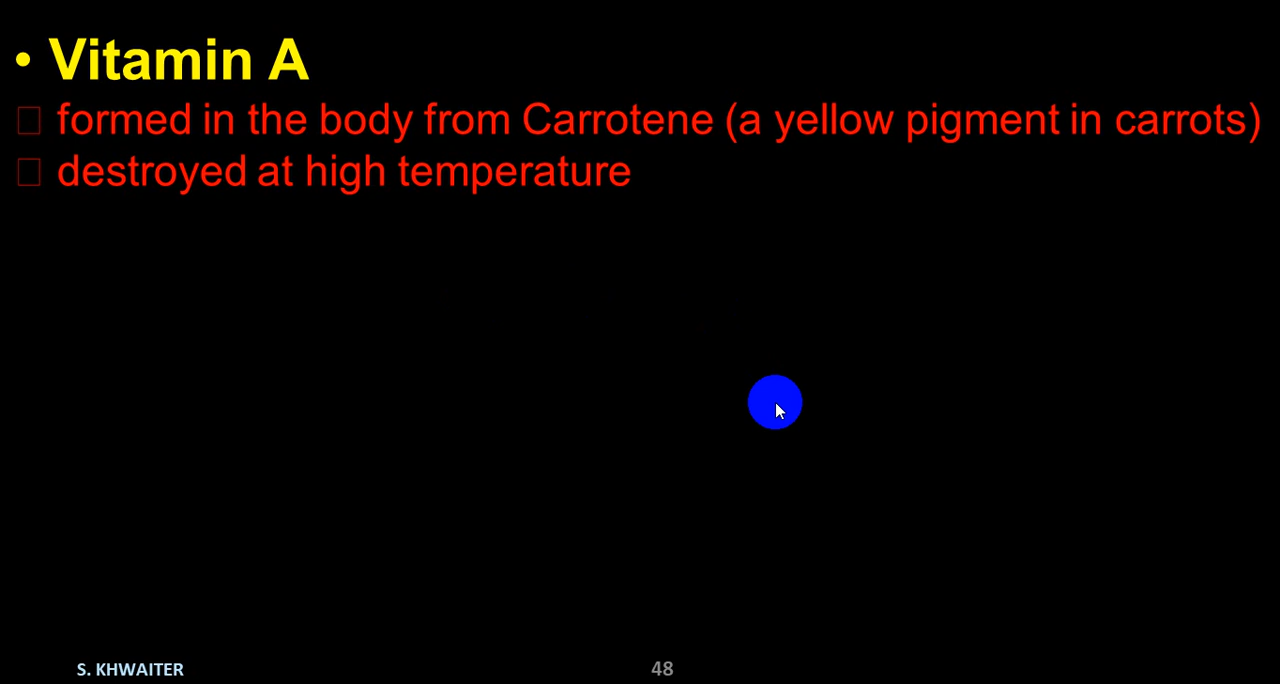 • Vitamin A
□ formed in the body from Carrotene (a yellow pigment in carrots)
□ destroyed at high temperature
S. KHWAITER
48